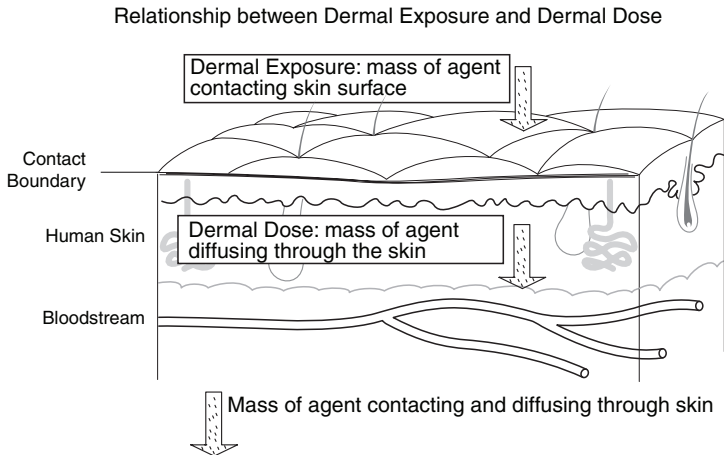 Relationship between Dermal Exposure and Dermal Dose
Dermal Exposure: mass of agent
contacting skin surface
Contact
Boundary
Dermal Dose: mass of agent
diffusing through the skin
Human Skin
Bloodstream
Mass of agent contacting and diffusing through skin